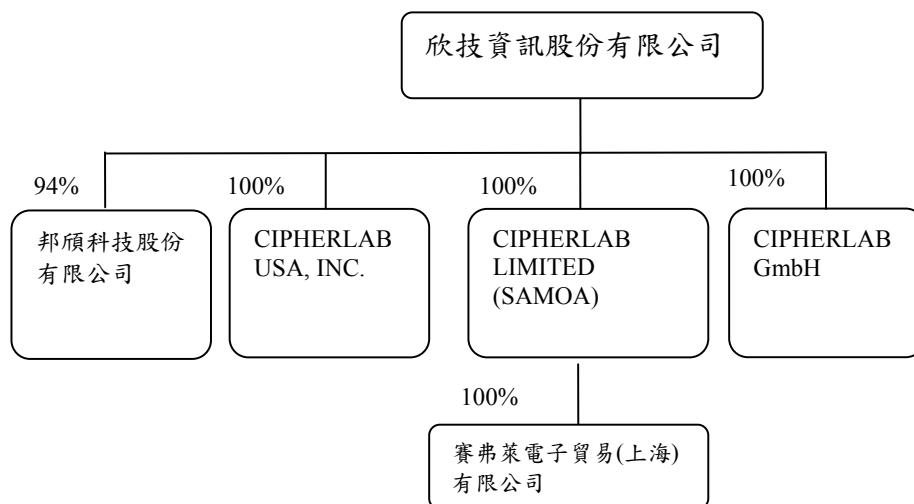 欣技資訊股份有限公司
94%
100%
100%
100%
邦頎科技股份
有限公司
CIPHERLAB
USA, INC.
CIPHERLAB
LIMITED
(SAMOA)
CIPHERLAB
GmbH
100%
賽弗萊電子貿易(上海)
有限公司